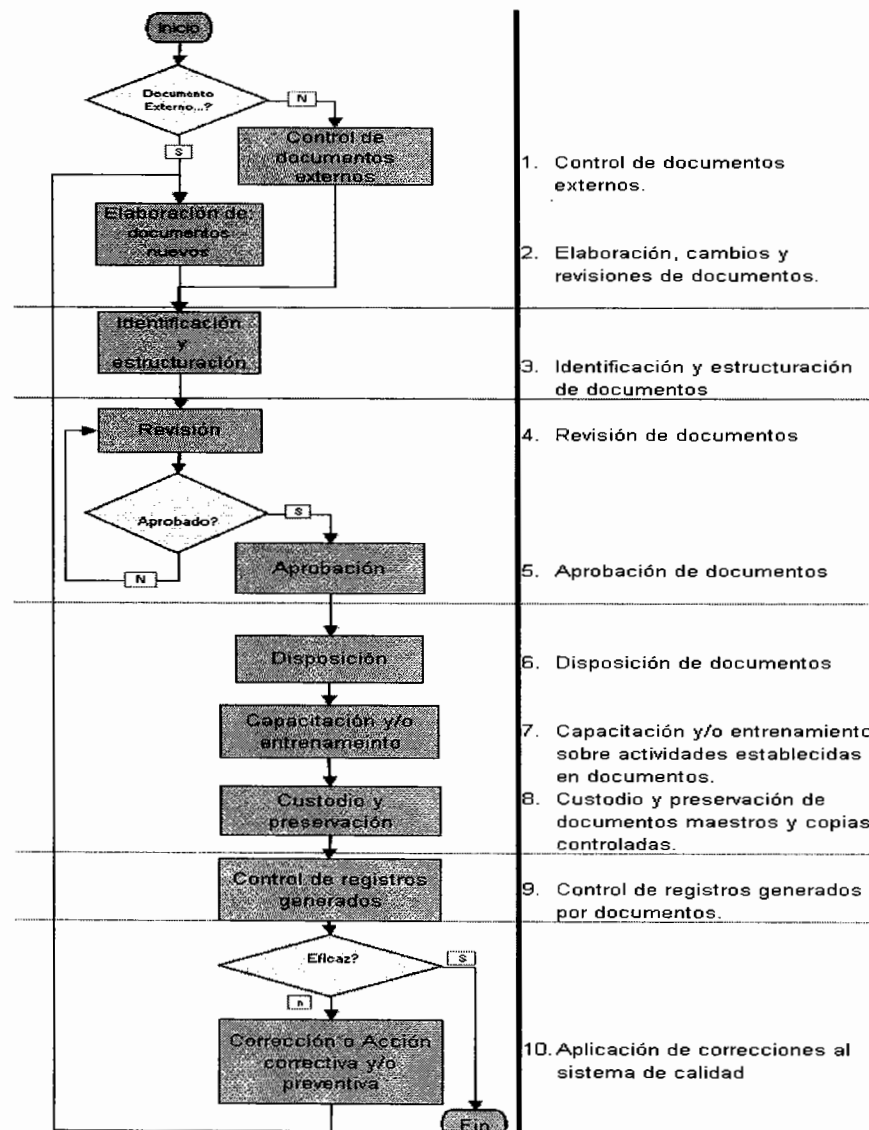 Inicio
Documento
Externo...?
N
S
Control de
documentos
externos
Elaboración de
documentos
nuevos
1. Control de documentos
externos.
2. Elaboración, cambios y
revisiones de documentos.
Identificación
y
estructuración
3. Identificación y estructuración
de documentos
Revisión
4. Revisión de documentos
Aprobado?
S
N
Aprobación
5. Aprobación de documentos
Disposición
6. Disposición de documentos
Capacitación y/o
entrenameinto
7. Capacitación y/o entrenamiento
sobre actividades establecidas
en documentos.
Custodio y
preservación
8. Custodio y preservación de
documentos maestros y copias
controladas.
Control de registros
generados
9. Control de registros generados
por documentos.
Eficaz?
S
n
Corrección o Acción
correctiva y/o
preventiva
10. Aplicación de correcciones al
sistema de calidad
Fin